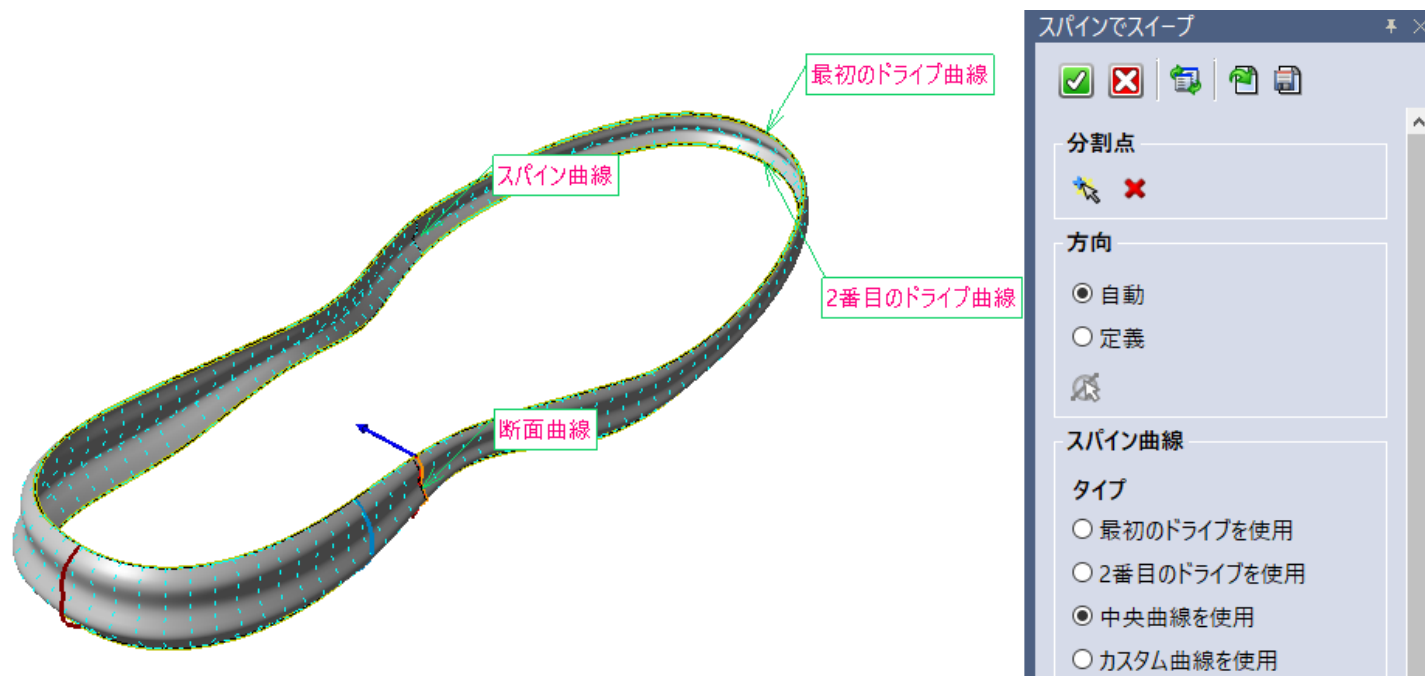 最初のドライブ曲線
スパイン曲線
2番目のドライブ曲線
断面曲線
スパインでスイープ
分割点
方向
自動
定義
スパイン曲線
タイプ
最初のドライブを使用
2番目のドライブを使用
中央曲線を使用
カスタム曲線を使用